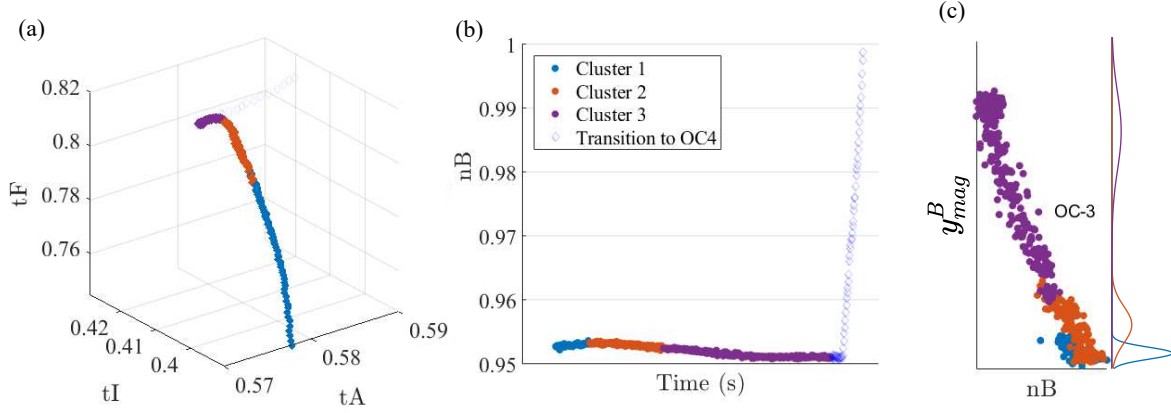 (a)
0.82
0.8
0.78
0.76
tF
0.42
0.41
0.4
tI
0.57
0.58
0.59
tA
(b)
1
0.99
0.98
0.97
0.96
0.95
nB
Cluster 1
Cluster 2
Cluster 3
Transition to OC4
Time (s)
(c)
y^B_mag
OC-3
nB